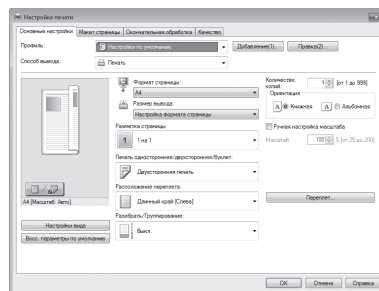 Настройка печати
Основные настройки Макет страницы Окончательная обработка Качество
Профиль: Настройки по умолчанию Добавление(1)... Правка(2)...
Способ вывода: Печать
Формат страницы:
A4
Размер вывода:
Настройка формата страницы
Количество копий: 1 [от 1 до 999]
Ориентация
A Книжная A Альбомная
Разметка страницы:
1 1 на 1
Ручная настройка масштаба
Масштаб: 100 % [от 25 до 200]
Печать односторонняя/двухсторонняя/буклет:
Двухсторонняя печать
Расположение переплета:
Длинный край [Слева]
Переплет...
A4 [Масштаб: Авто]
Разобрать/Группирование:
Выкл.
Настройки вида
Восс. параметры по умолчанию
OK Отмена Справка